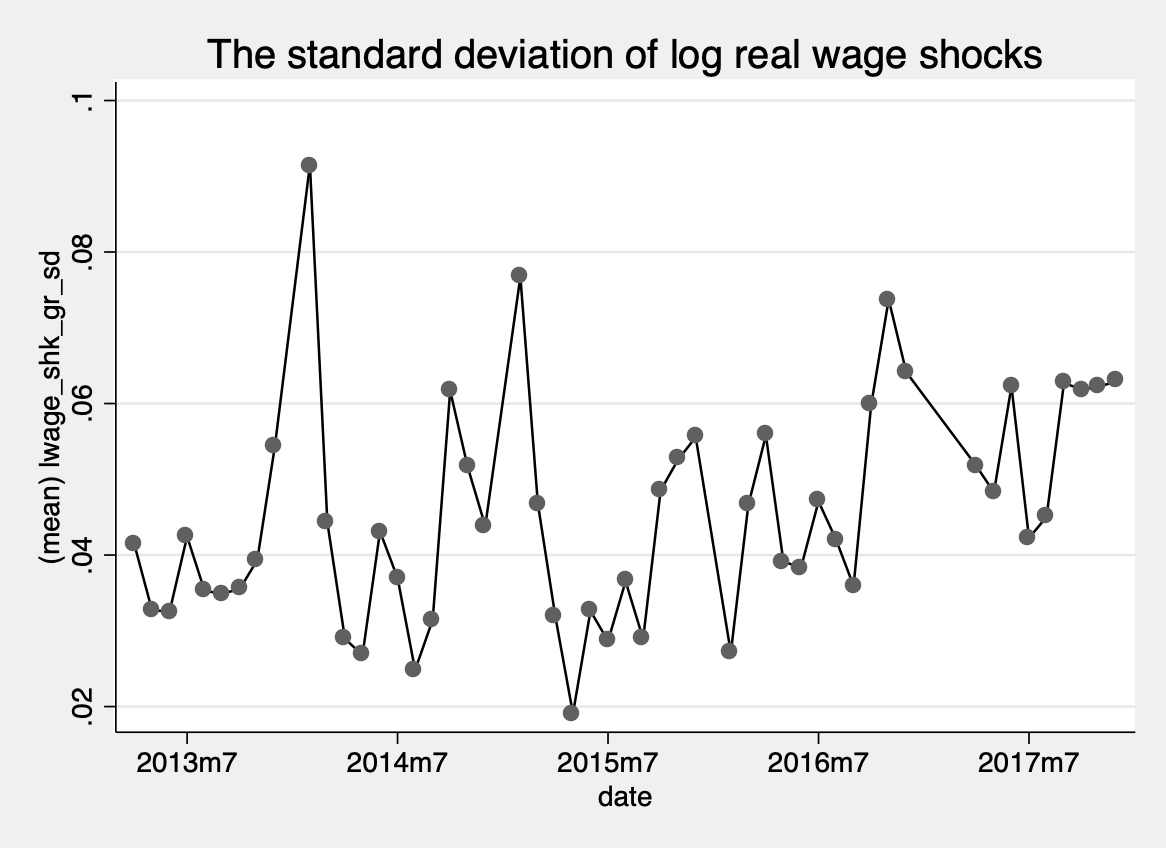 The standard deviation of log real wage shocks
(mean) lwage_shk_gr_sd
.1
.08
.06
.04
.02
2013m7 2014m7 2015m7 2016m7 2017m7
date